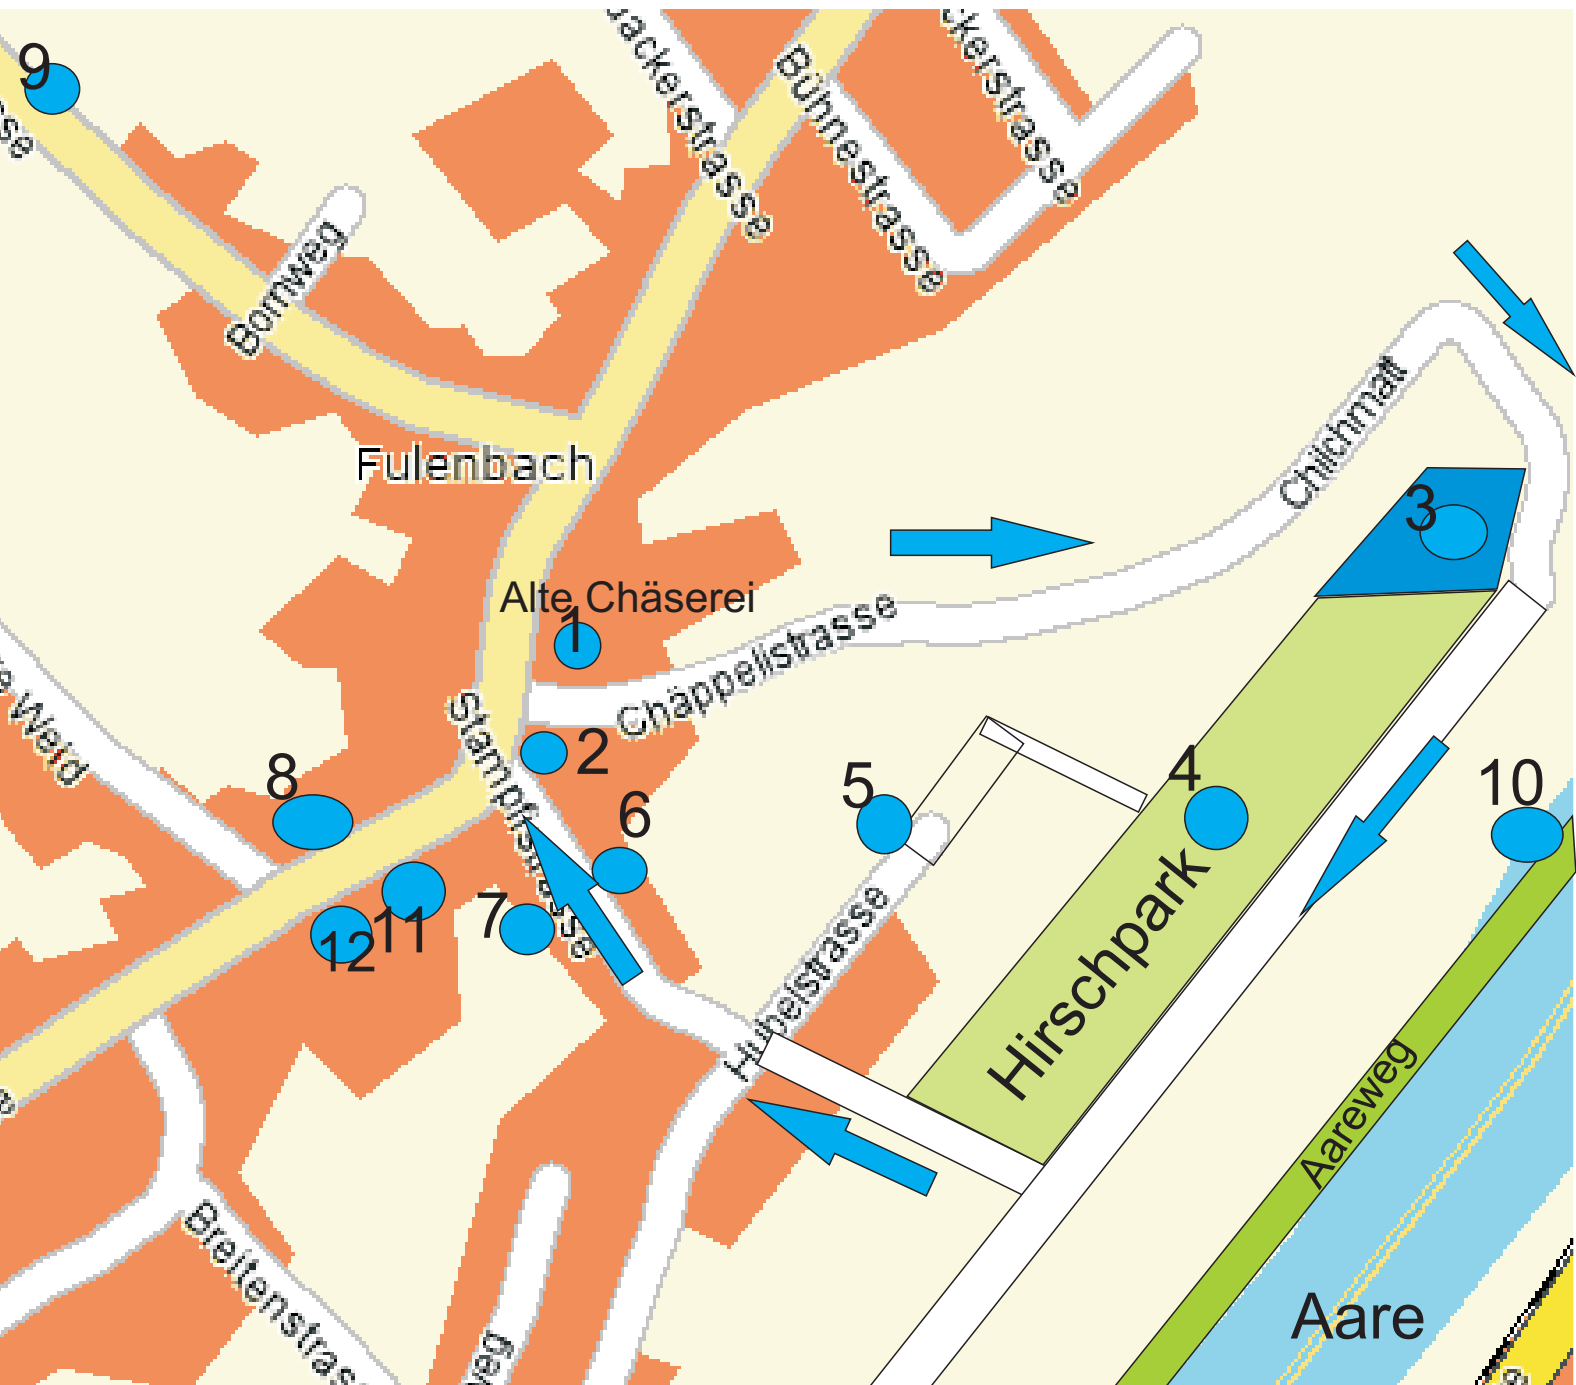 9
Bornweg
Bühnestrasse
Fulenbach
Chilchmatt
3
Alte Chäserei
1
Chäppelistrasse
Stampfistrasse
2
8
6
5
4
10
7
11
12
Hubelstrasse
Hirschpark
Aareweg
Breitenstras
Aare